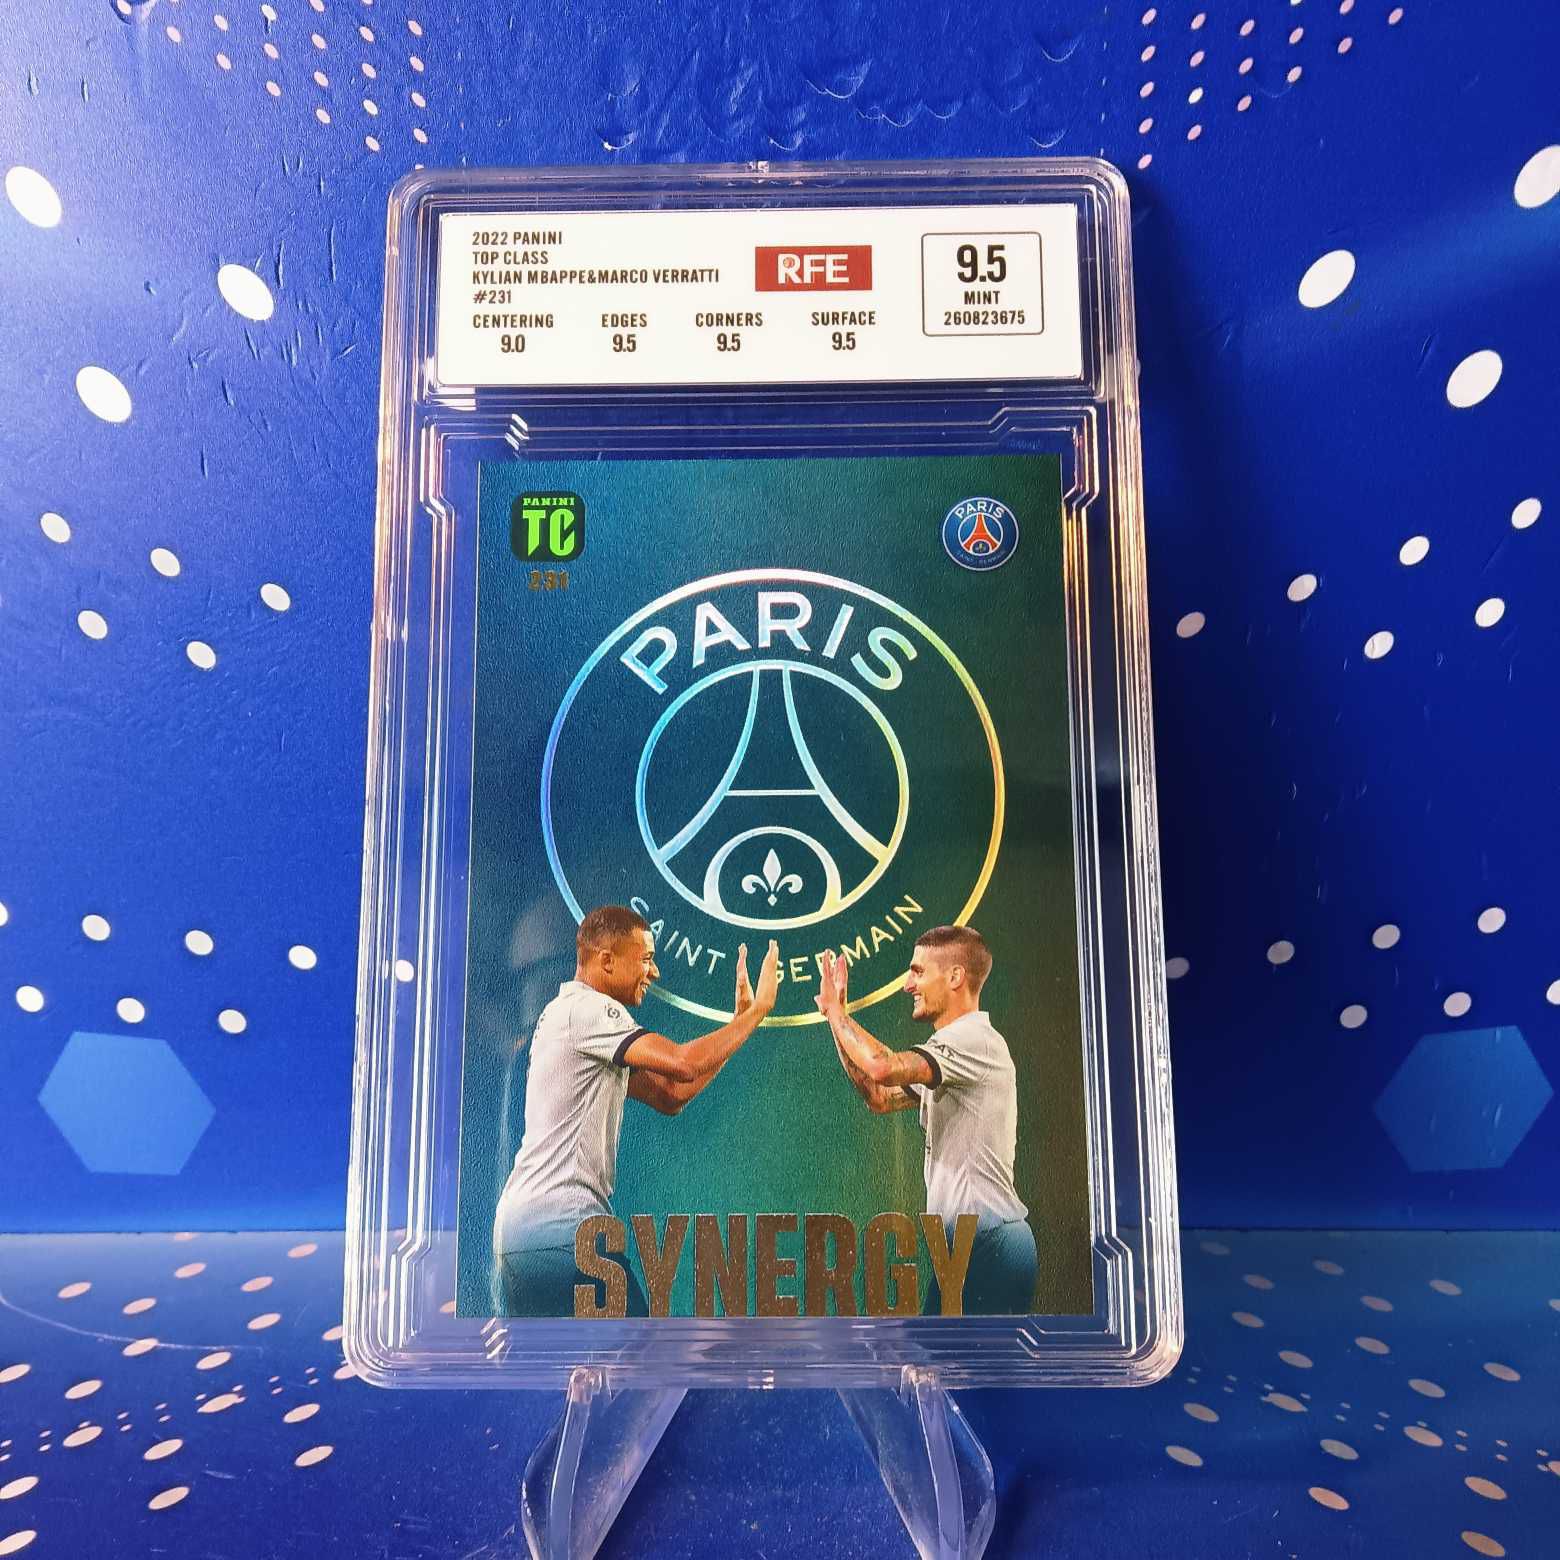 2022 PANINI
TOP CLASS
KYLIAN MBAPPE&MARCO VERRATTI
#231
CENTERING EDGES CORNERS SURFACE
9.0 9.5 9.5 9.5
RFE
9.5
MINT
260823675
PANINI
TC
231
PARIS
SAINT-GERMAIN
PARIS
SAINT GERMAIN
SYNERGY